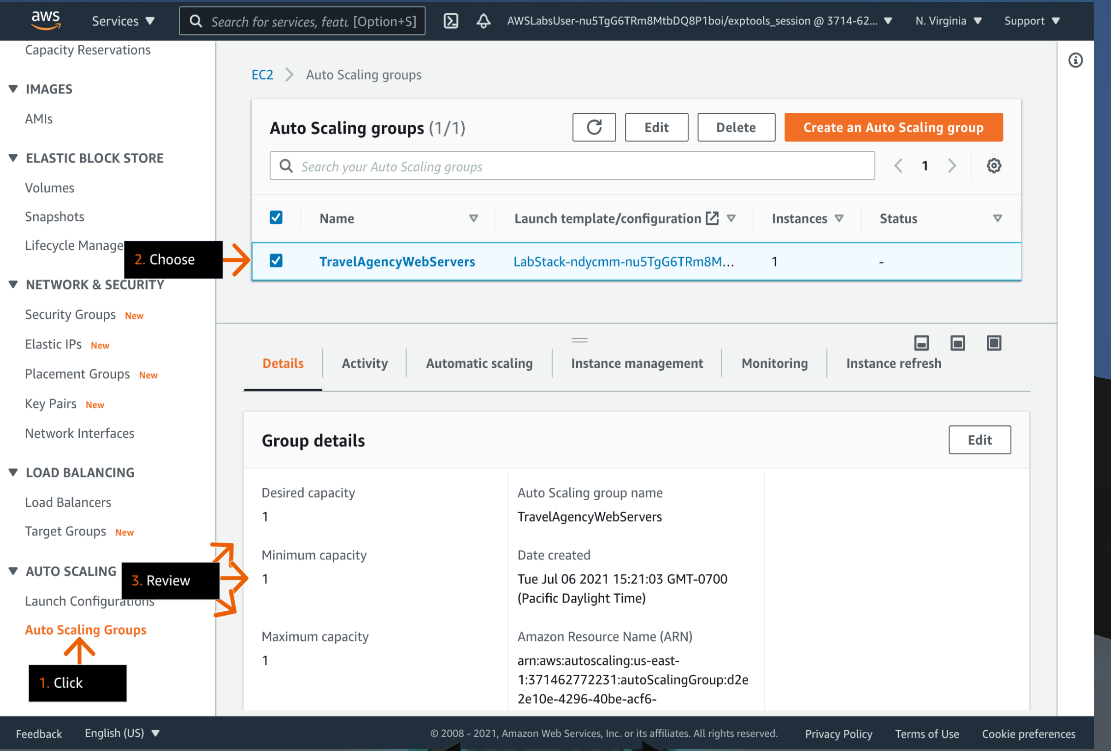 aws
Services
Search for services, featu [Option+S]
AWSLabsUser-nu5TgG6TRm8MtbDQ8P1boi/exptools_session @ 3714-62...
N. Virginia
Support
Capacity Reservations
IMAGES
AMIs
ELASTIC BLOCK STORE
Volumes
Snapshots
Lifecycle Manage
2. Choose
NETWORK & SECURITY
Security Groups New
Elastic IPs New
Placement Groups New
Key Pairs New
Network Interfaces
LOAD BALANCING
Load Balancers
Target Groups New
AUTO SCALING
3. Review
Launch Configurations
Auto Scaling Groups
1. Click
EC2 > Auto Scaling groups
Auto Scaling groups (1/1)
Edit
Delete
Create an Auto Scaling group
Search your Auto Scaling groups
1
Name
Launch template/configuration
Instances
Status
TravelAgencyWebServers
LabStack-ndycmm-nu5TgG6TRm8M...
1
-
Details
Activity
Automatic scaling
Instance management
Monitoring
Instance refresh
Group details
Edit
Desired capacity
1
Minimum capacity
1
Maximum capacity
1
Auto Scaling group name
TravelAgencyWebServers
Date created
Tue Jul 06 2021 15:21:03 GMT-0700
(Pacific Daylight Time)
Amazon Resource Name (ARN)
arn:aws:autoscaling:us-east-
1:371462772231:autoScalingGroup:d2e
2e10e-4296-40be-acf6-
Feedback
English (US)
© 2008 - 2021, Amazon Web Services, Inc. or its affiliates. All rights reserved.
Privacy Policy
Terms of Use
Cookie preferences